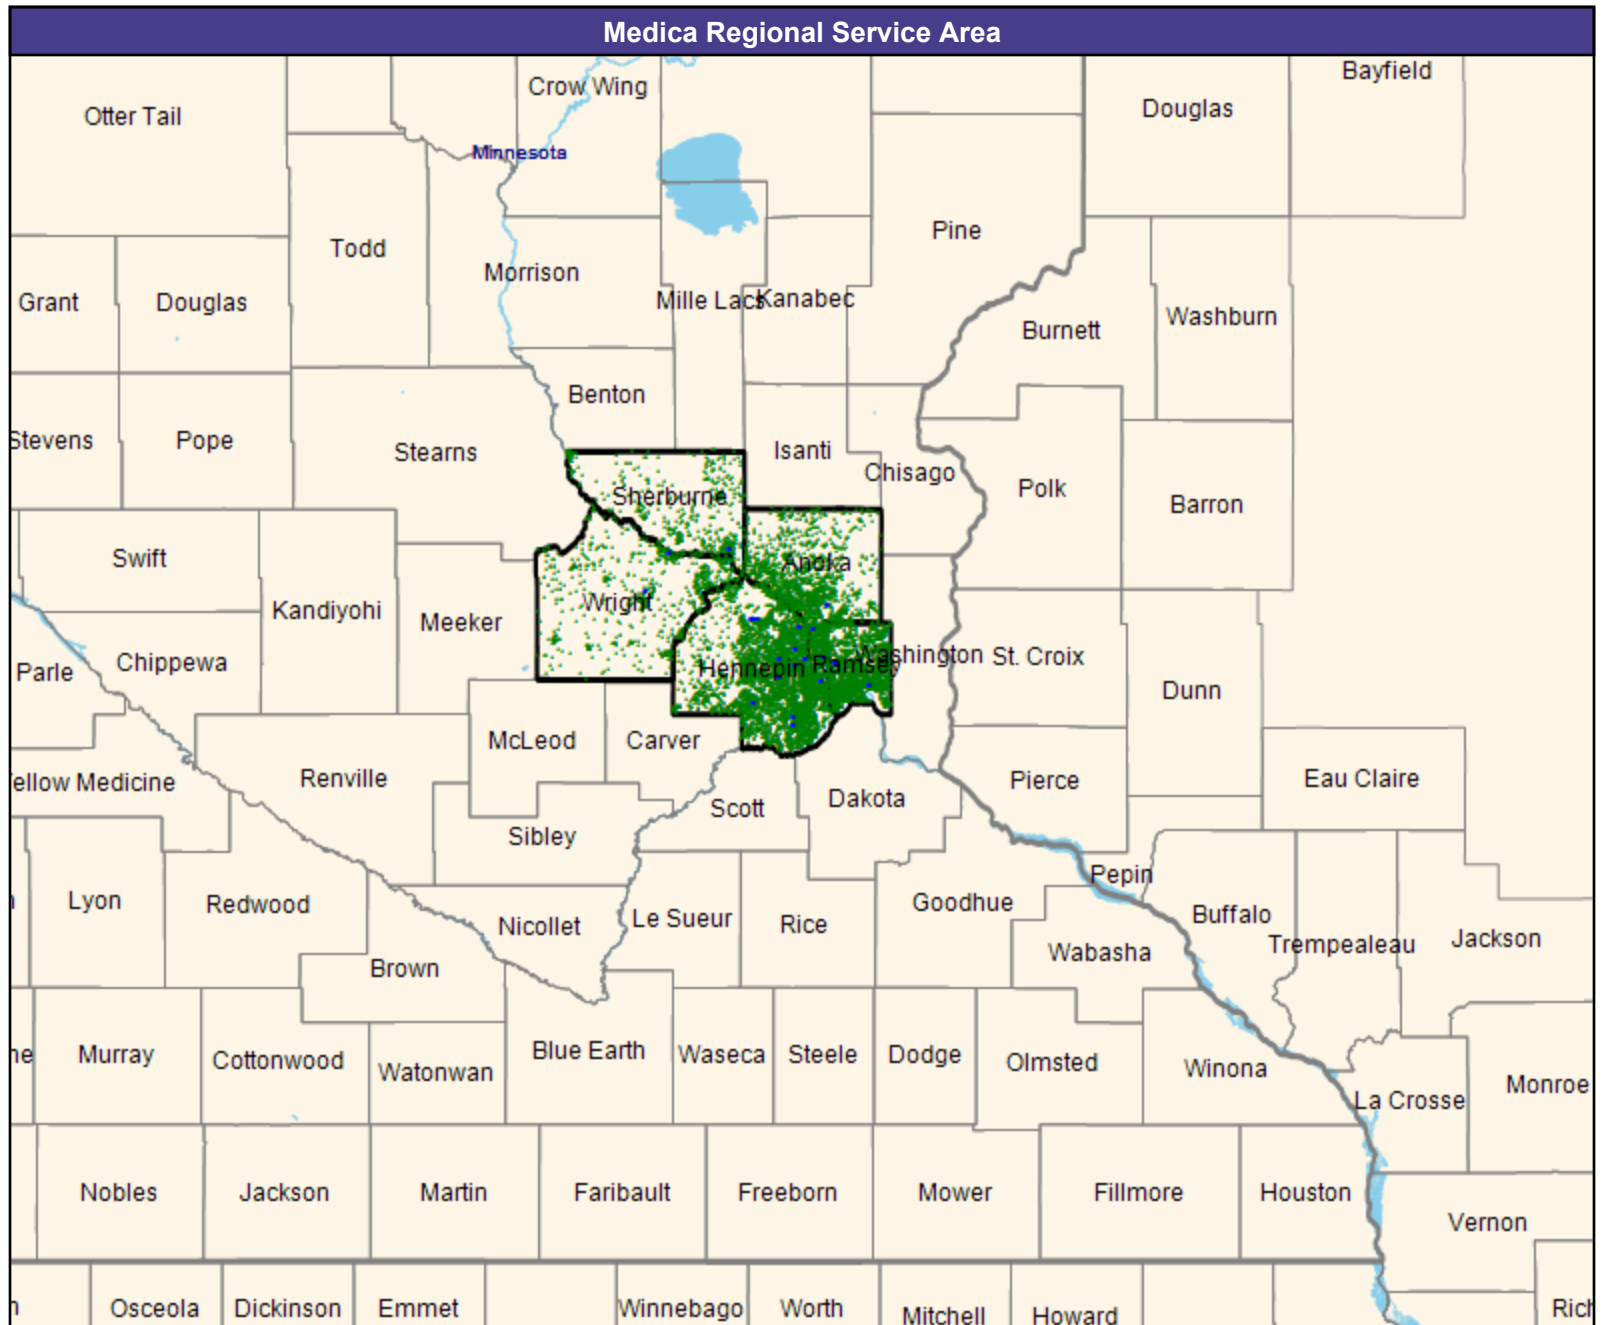 Medica Regional Service Area
Bayfield
Crow Wing
Otter Tail
Douglas
Minnesota
Pine
Todd
Morrison
Grant
Douglas
Mille Lacs
Kanabec
Washburn
Burnett
Benton
Stevens
Pope
Stearns
Isanti
Chisago
Polk
Sherburne
Barron
Swift
Anoka
Wright
Kandiyohi
Meeker
Parle
Chippewa
Hennepin
Ramsey
Washington
St. Croix
Dunn
McLeod
Carver
Renville
ellow Medicine
Pierce
Eau Claire
Scott
Dakota
Sibley
Pepin
Lyon
Redwood
Nicollet
Le Sueur
Rice
Goodhue
Buffalo
Trempealeau
Jackson
Wabasha
Brown
ne
Murray
Cottonwood
Watonwan
Blue Earth
Waseca
Steele
Dodge
Olmsted
Winona
Monroe
La Crosse
Nobles
Jackson
Martin
Faribault
Freeborn
Mower
Fillmore
Houston
Vernon
Osceola
Dickinson
Emmet
Winnebago
Worth
Mitchell
Howard
Rich